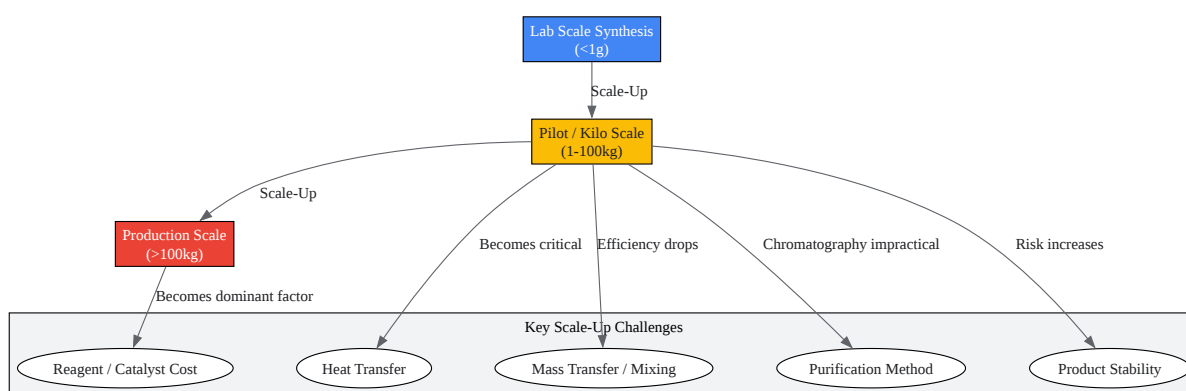 Lab Scale Synthesis
(<1g)
Scale-Up
Pilot / Kilo Scale
(1-100kg)
Scale-Up
Production Scale
(>100kg)
Becomes critical
Efficiency drops
Chromatography impractical
Risk increases
Becomes dominant factor
Key Scale-Up Challenges
Reagent / Catalyst Cost
Heat Transfer
Mass Transfer / Mixing
Purification Method
Product Stability